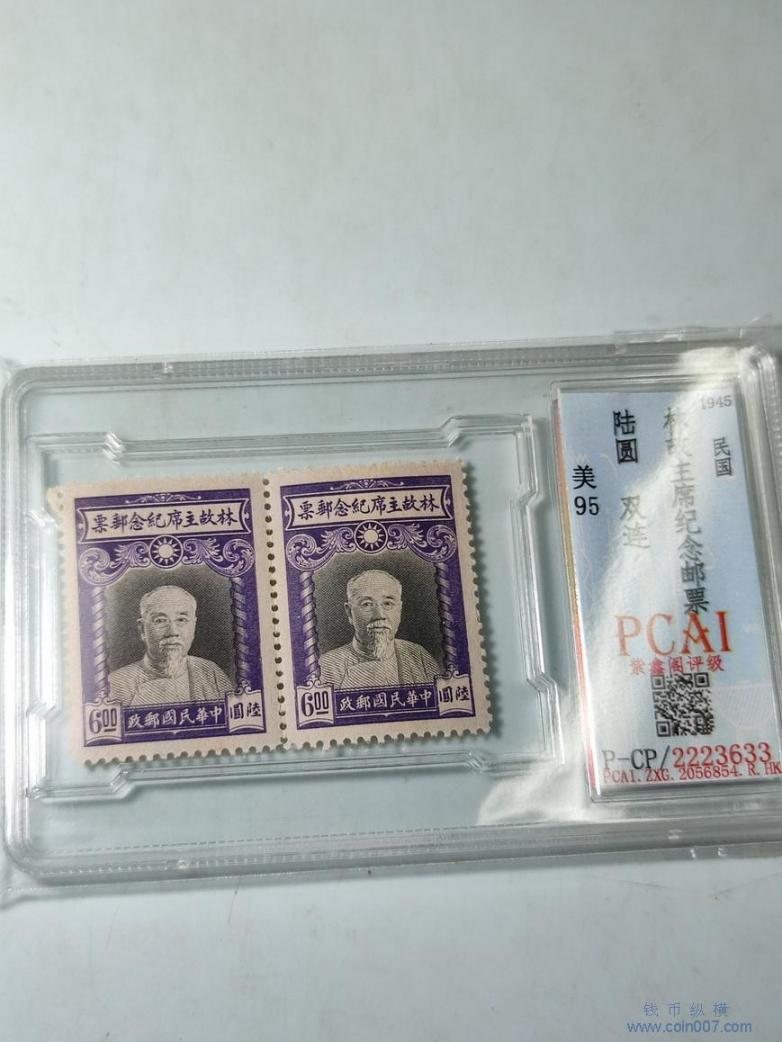 票郵念紀席主故林
6.00 政郵國民華中 圓陸
票郵念紀席主故林
6.00 政郵國民華中 圓陸
1945
民国
林故主席纪念邮票
陆圆 双连
美
95
PCAI
紫鑫阁评级
P-CP/2223633
PCAI.ZXG.2056854.R.HK
钱币纵横
www.coin007.com